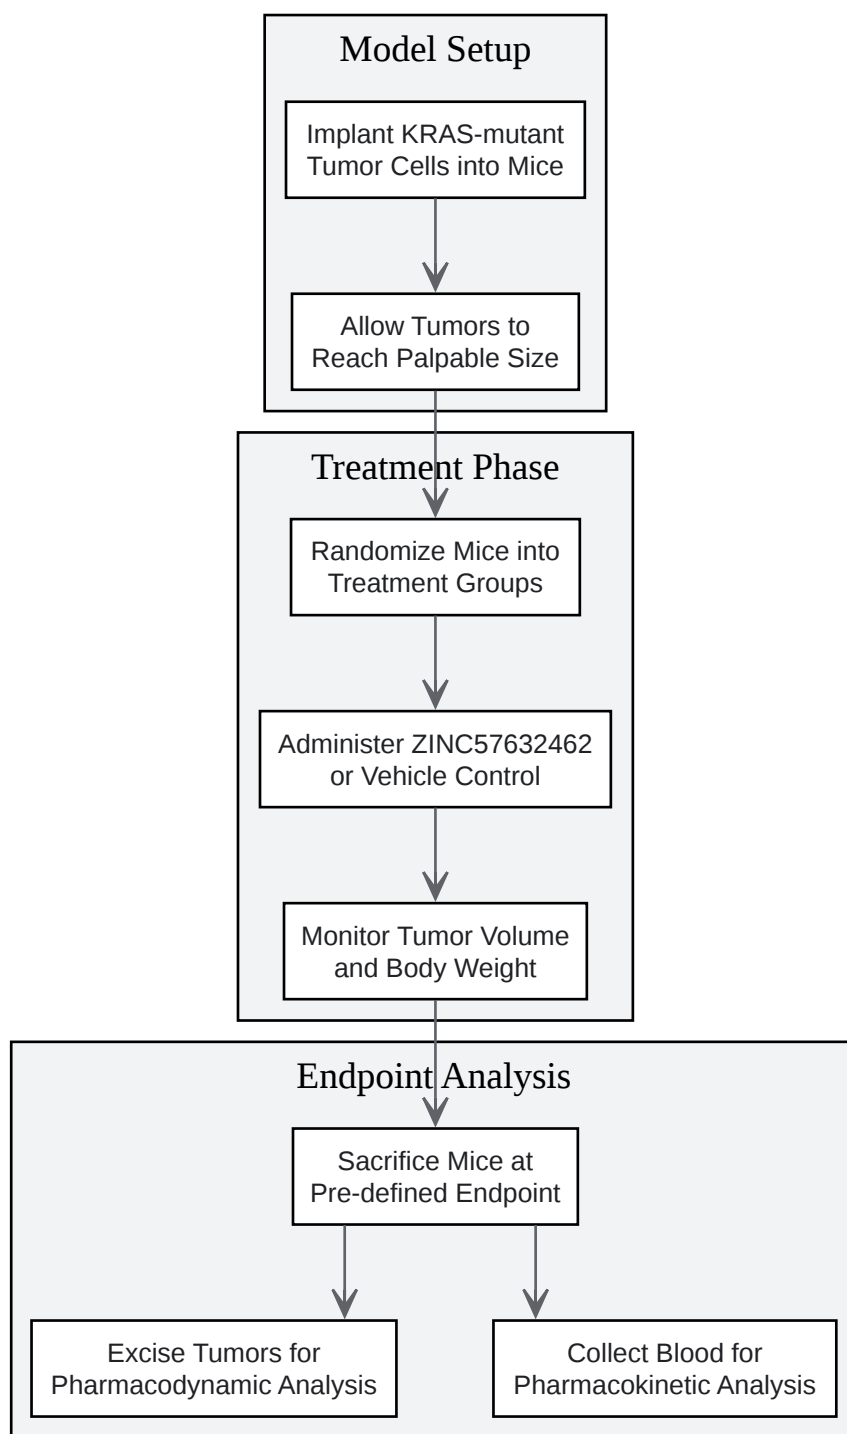 Model Setup
Implant KRAS-mutant
Tumor Cells into Mice
Allow Tumors to
Reach Palpable Size
Treatment Phase
Randomize Mice into
Treatment Groups
Administer ZINC57632462
or Vehicle Control
Monitor Tumor Volume
and Body Weight
Endpoint Analysis
Sacrifice Mice at
Pre-defined Endpoint
Excise Tumors for
Pharmacodynamic Analysis
Collect Blood for
Pharmacokinetic Analysis